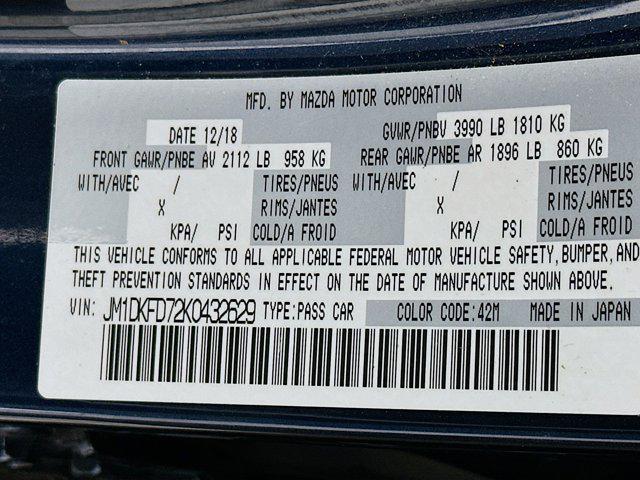 MFD. BY MAZDA MOTOR CORPORATION
DATE 12/18 GVWR/PNBV 3990 LB 1810 KG
FRONT GAWR/PNBE AV 2112 LB 958 KG REAR GAWR/PNBE AR 1896 LB 860 KG
WITH/AVEC / TIRES/PNEUS WITH/AVEC / TIRES/PNEUS
X RIMS/JANTES X RIMS/JANTES
KPA/ PSI COLD/A FROID KPA/ PSI COLD/A FROID
THIS VEHICLE CONFORMS TO ALL APPLICABLE FEDERAL MOTOR VEHICLE SAFETY, BUMPER, AND
THEFT PREVENTION STANDARDS IN EFFECT ON THE DATE OF MANUFACTURE SHOWN ABOVE.
VIN: JM1DKFD72K0432629 TYPE:PASS CAR COLOR CODE:42M MADE IN JAPAN